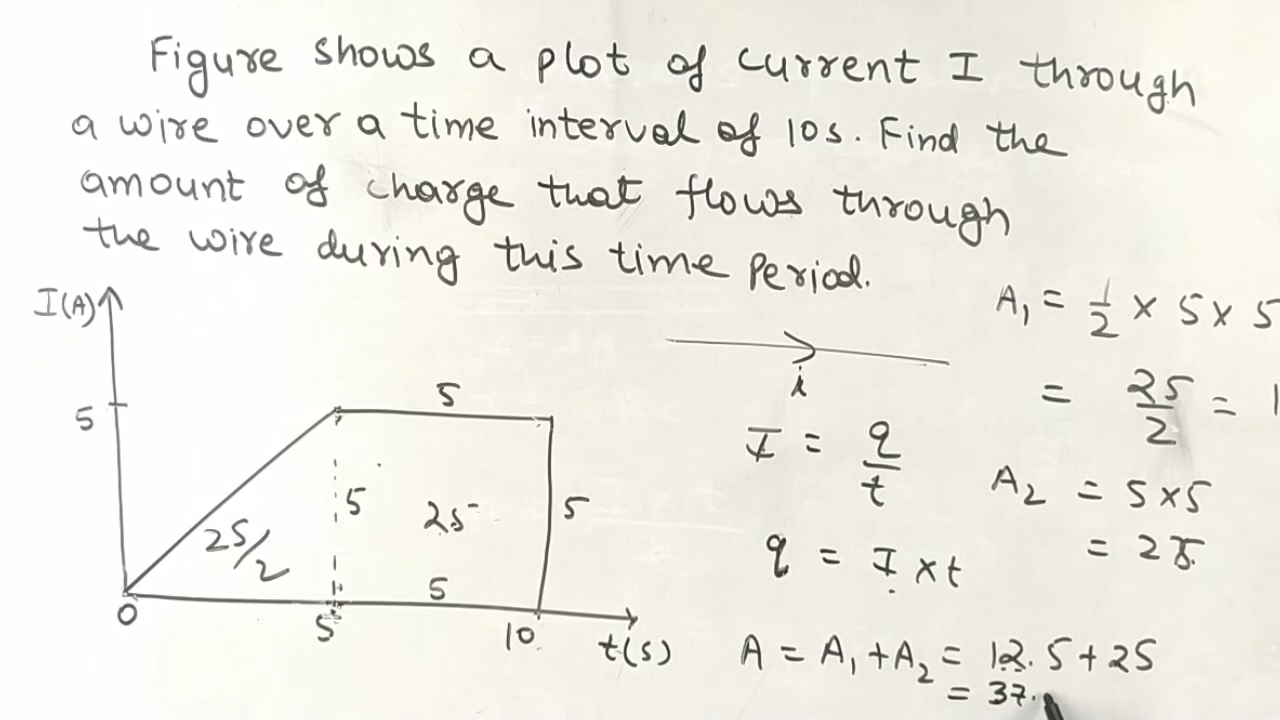 Figure shows a plot of current I through
a wire over a time interval of 10s. Find the
amount of charge that flows through
the wire during this time Period.
I(A)
5
5
5
25/2
25
5
5
0
5
10
t(s)
i
I = q/t
q = I × t
A₁ = 1/2 × 5 × 5
= 25/2 = 1
A₂ = 5×5
= 25
A = A₁ + A₂ = 12.5 + 25
= 37.